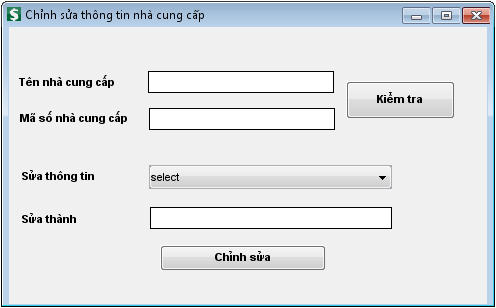 Chỉnh sửa thông tin nhà cung cấp
Tên nhà cung cấp
Kiểm tra
Mã số nhà cung cấp
Sửa thông tin
select
Sửa thành
Chỉnh sửa